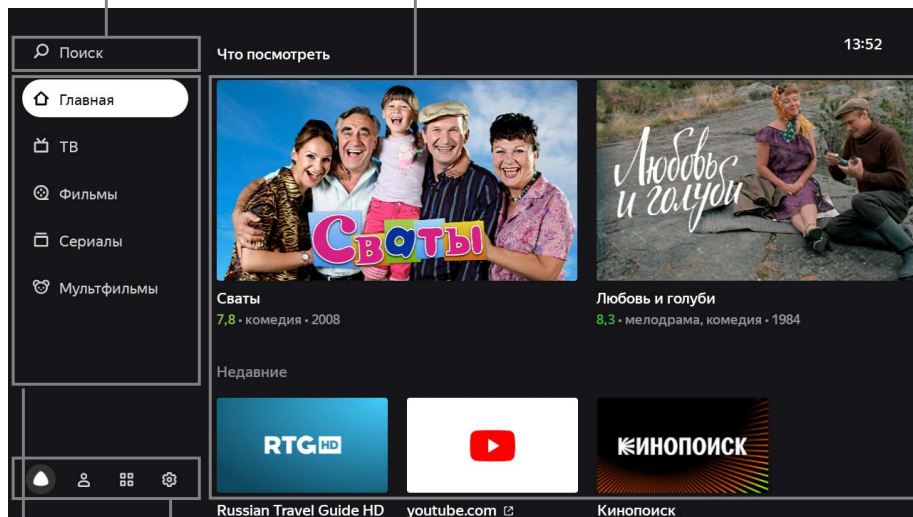 Поиск
Что посмотреть
13:52
Главная
ТВ
Фильмы
Сериалы
Мультфильмы
Сваты
Любовь
и голуби
Сваты
7,8 • комедия • 2008
Любовь и голуби
8,3 • мелодрама, комедия • 1984
Недавние
RTG HD
КИНОПОИСК
Russian Travel Guide HD
youtube.com
Кинопоиск